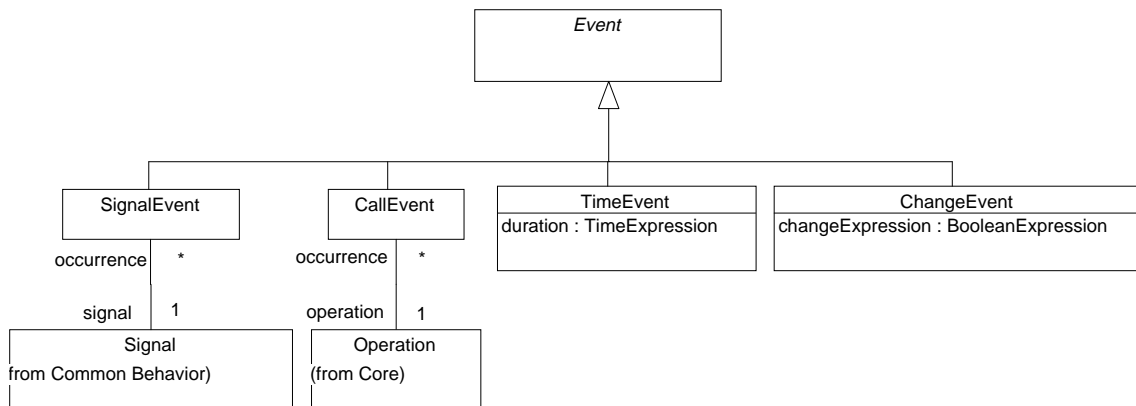 Event
SignalEvent
CallEvent
TimeEvent
ChangeEvent
duration : TimeExpression
changeExpression : BooleanExpression
occurrence *
occurrence *
signal 1
operation 1
Signal
from Common Behavior)
Operation
(from Core)